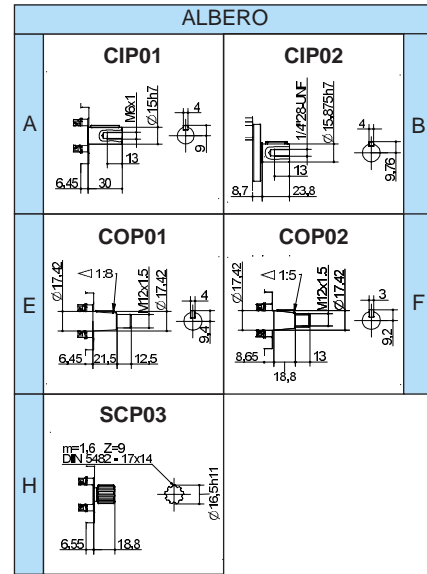 ALBERO
A
CIP01
M6x1
Ø15h7
4
9
13
6.45
30
CIP02
1/4"28-UNF
Ø15.875h7
4
9.76
13
8.7
23.8
B
E
COP01
Ø17.42
1:8
M12x1.5
Ø17.42
4
9.4
6.45
21.5
12.5
COP02
Ø17.42
1:5
M12x1.5
Ø17.42
3
9.2
8.65
18.8
13
F
H
SCP03
m=1,6 Z=9
DIN 5482 - 17x14
Ø16,5h11
6.55
18.8